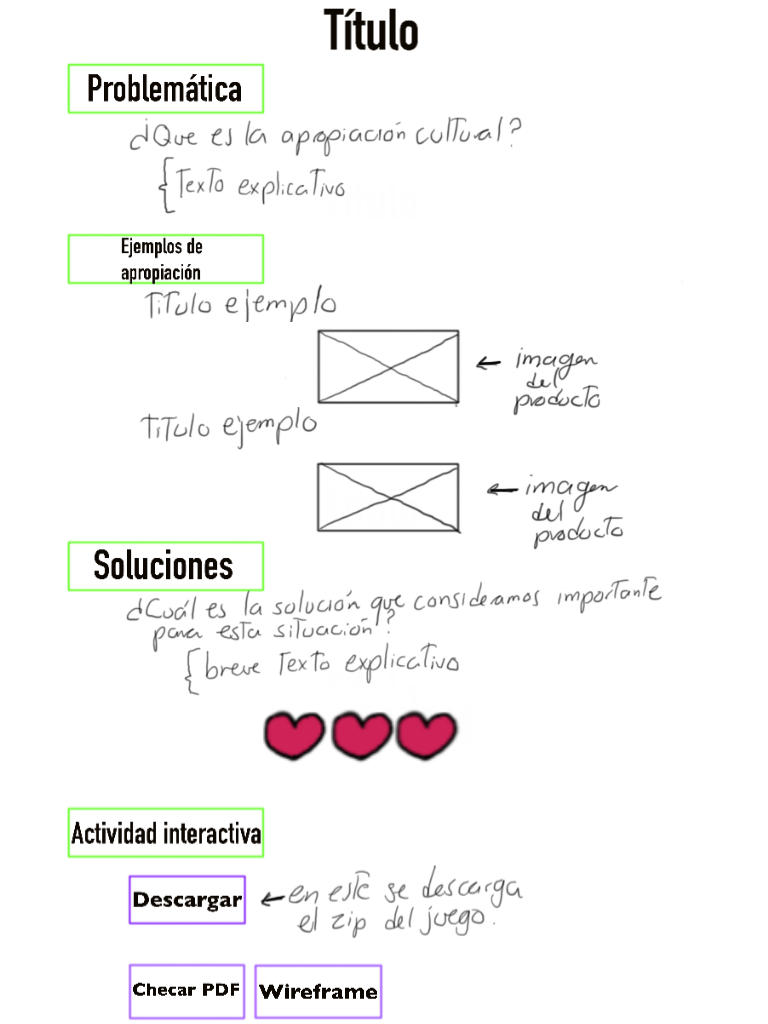 Título
Problemática
¿Que es la apropiación cultural?
Texto explicativo
Ejemplos de
apropiación
Titulo ejemplo
← imagen
del
producto
Titulo ejemplo
← imagen
del
producto
Soluciones
¿Cuál es la solución que consideramos importante
para esta situación?
breve Texto explicativo
Actividad interactiva
Descargar
← en este se descarga
el zip del juego.
Checar PDF
Wireframe